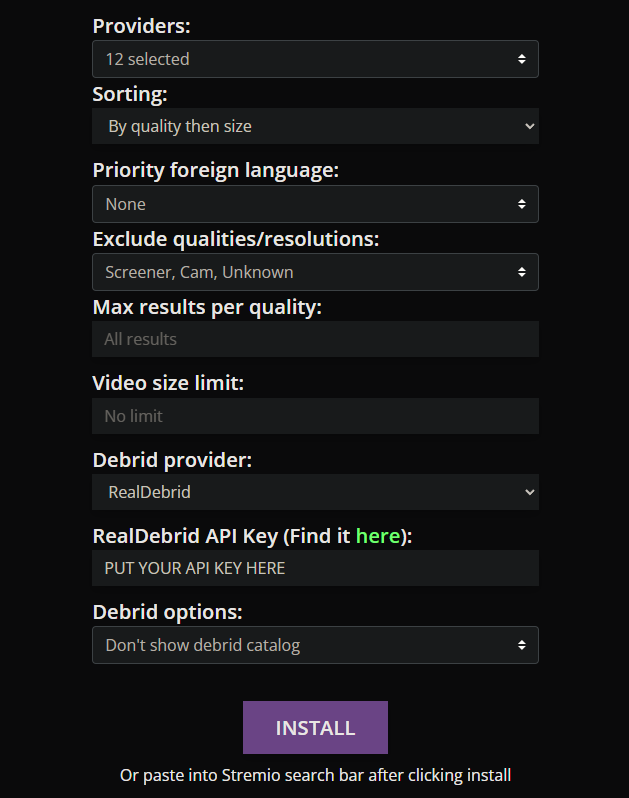 Providers:
12 selected
Sorting:
By quality then size
Priority foreign language:
None
Exclude qualities/resolutions:
Screener, Cam, Unknown
Max results per quality:
All results
Video size limit:
No limit
Debrid provider:
RealDebrid
RealDebrid API Key (Find it here):
PUT YOUR API KEY HERE
Debrid options:
Don't show debrid catalog
INSTALL
Or paste into Stremio search bar after clicking install